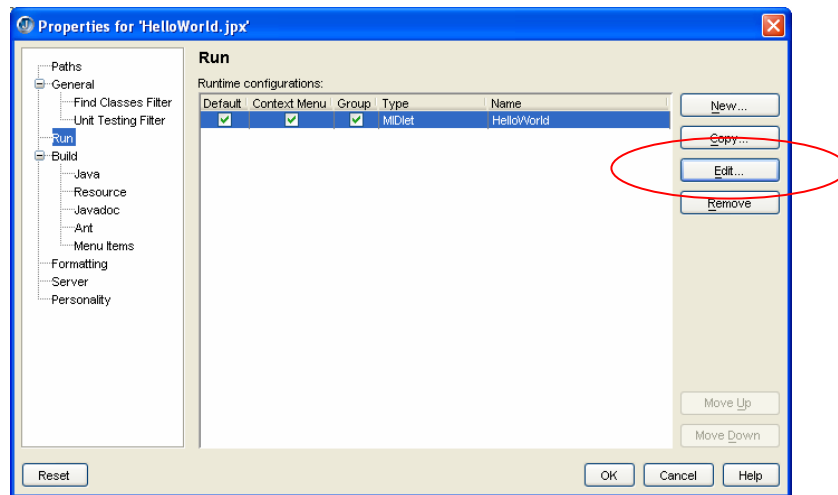 Properties for 'HelloWorld.jpx'
Paths
General
Find Classes Filter
Unit Testing Filter
Run
Build
Java
Resource
Javadoc
Ant
Menu Items
Formatting
Server
Personality
Run
Runtime configurations:
Default Context Menu Group Type Name
MIDlet HelloWorld
New...
Copy...
Edit...
Remove
Move Up
Move Down
Reset OK Cancel Help